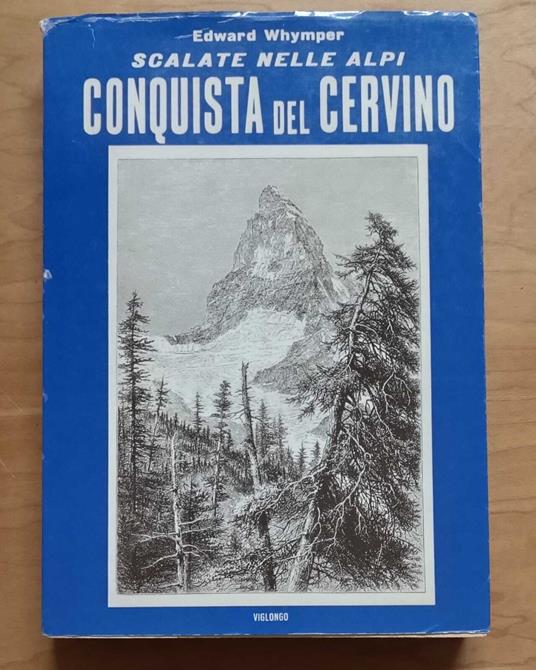 Edward Whymper
SCALATE NELLE ALPI
CONQUISTA DEL CERVINO
VIGLONGO